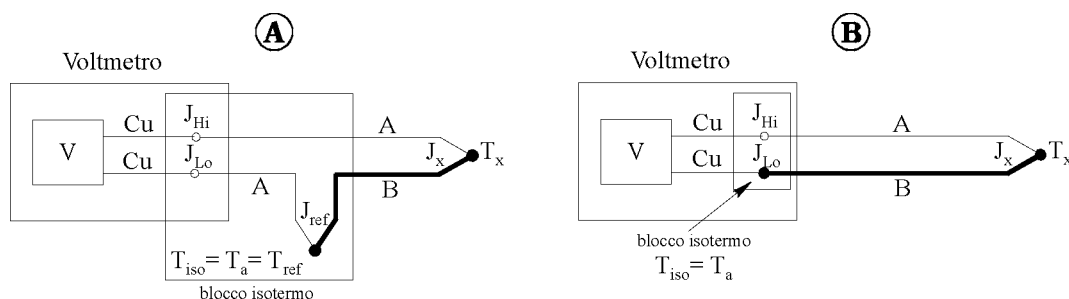 A
Voltmetro
V
Cu
Cu
J_Hi
J_Lo
A
A
J_ref
B
J_x
T_x
T_iso = T_a = T_ref
blocco isotermo
B
Voltmetro
V
Cu
Cu
J_Hi
J_Lo
A
B
J_x
T_x
blocco isotermo
T_iso = T_a